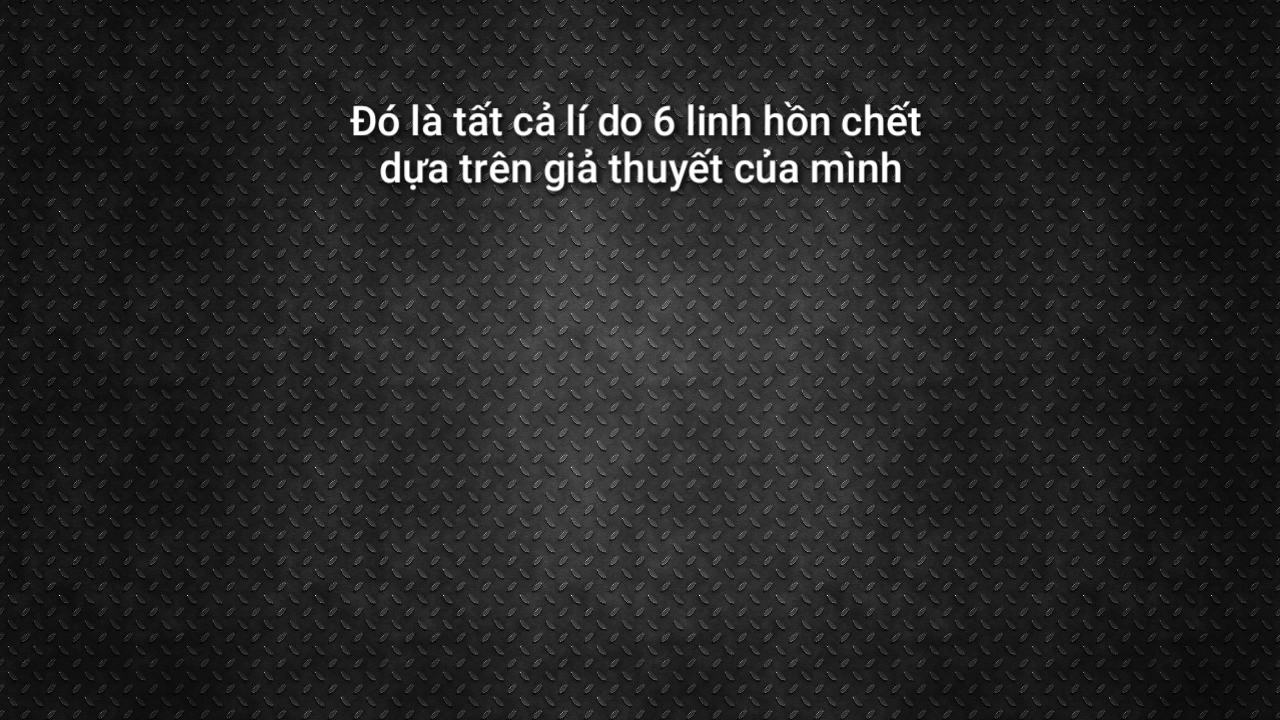 Đó là tất cả lí do 6 linh hồn chết
dựa trên giả thuyết của mình